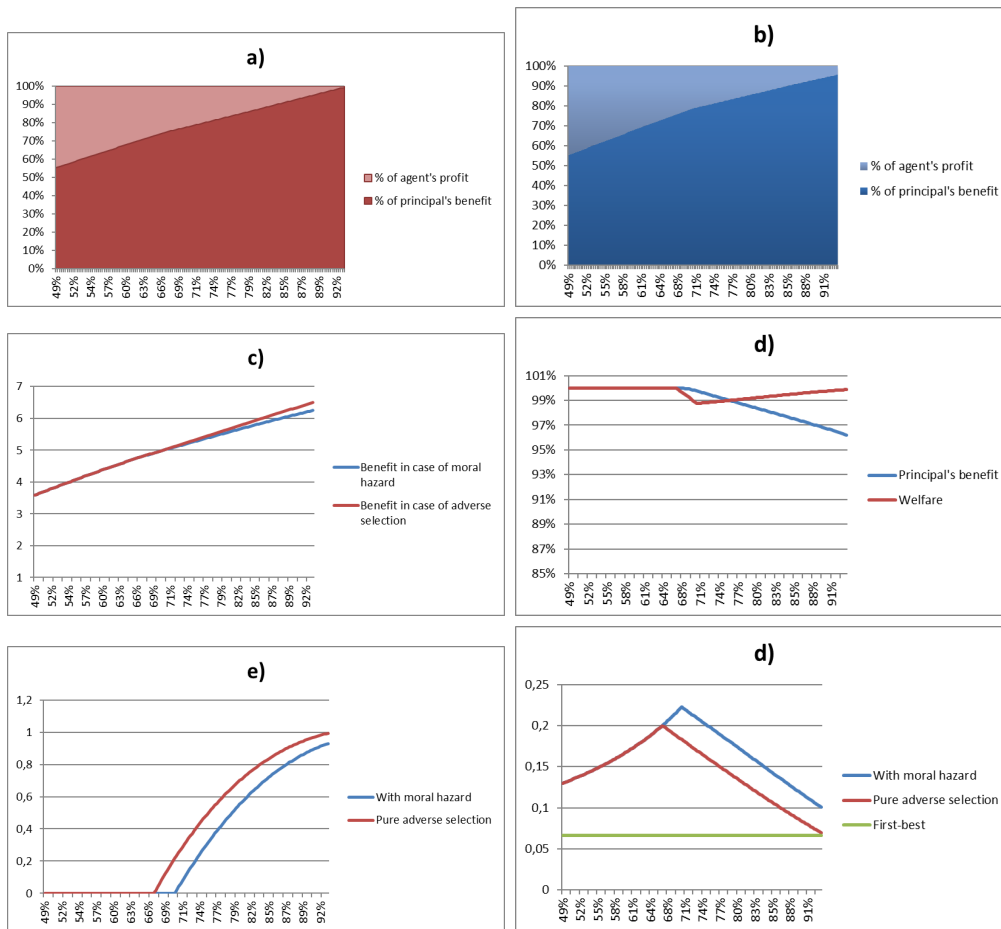 a)
100%
90%
80%
70%
60%
50%
40%
30%
20%
10%
0%
49% 52% 54% 57% 60% 63% 66% 69% 71% 74% 77% 79% 82% 85% 87% 89% 92%
% of agent's profit
% of principal's benefit
b)
100%
90%
80%
70%
60%
50%
40%
30%
20%
10%
0%
49% 52% 55% 58% 61% 64% 68% 71% 74% 77% 80% 83% 85% 88% 91%
% of agent's profit
% of principal's benefit
c)
7
6
5
4
3
2
1
49% 52% 54% 57% 60% 63% 66% 69% 71% 74% 77% 79% 82% 85% 87% 89% 92%
Benefit in case of moral
hazard
Benefit in case of adverse
selection
d)
101%
99%
97%
95%
93%
91%
89%
87%
85%
49% 52% 55% 58% 61% 64% 68% 71% 74% 77% 80% 83% 85% 88% 91%
Principal's benefit
Welfare
e)
1,2
1
0,8
0,6
0,4
0,2
0
49% 52% 54% 57% 60% 63% 66% 69% 71% 74% 77% 79% 82% 85% 87% 89% 92%
With moral hazard
Pure adverse selection
d)
0,25
0,2
0,15
0,1
0,05
0
49% 52% 55% 58% 61% 64% 68% 71% 74% 77% 80% 83% 85% 88% 91%
With moral hazard
Pure adverse selection
First-best